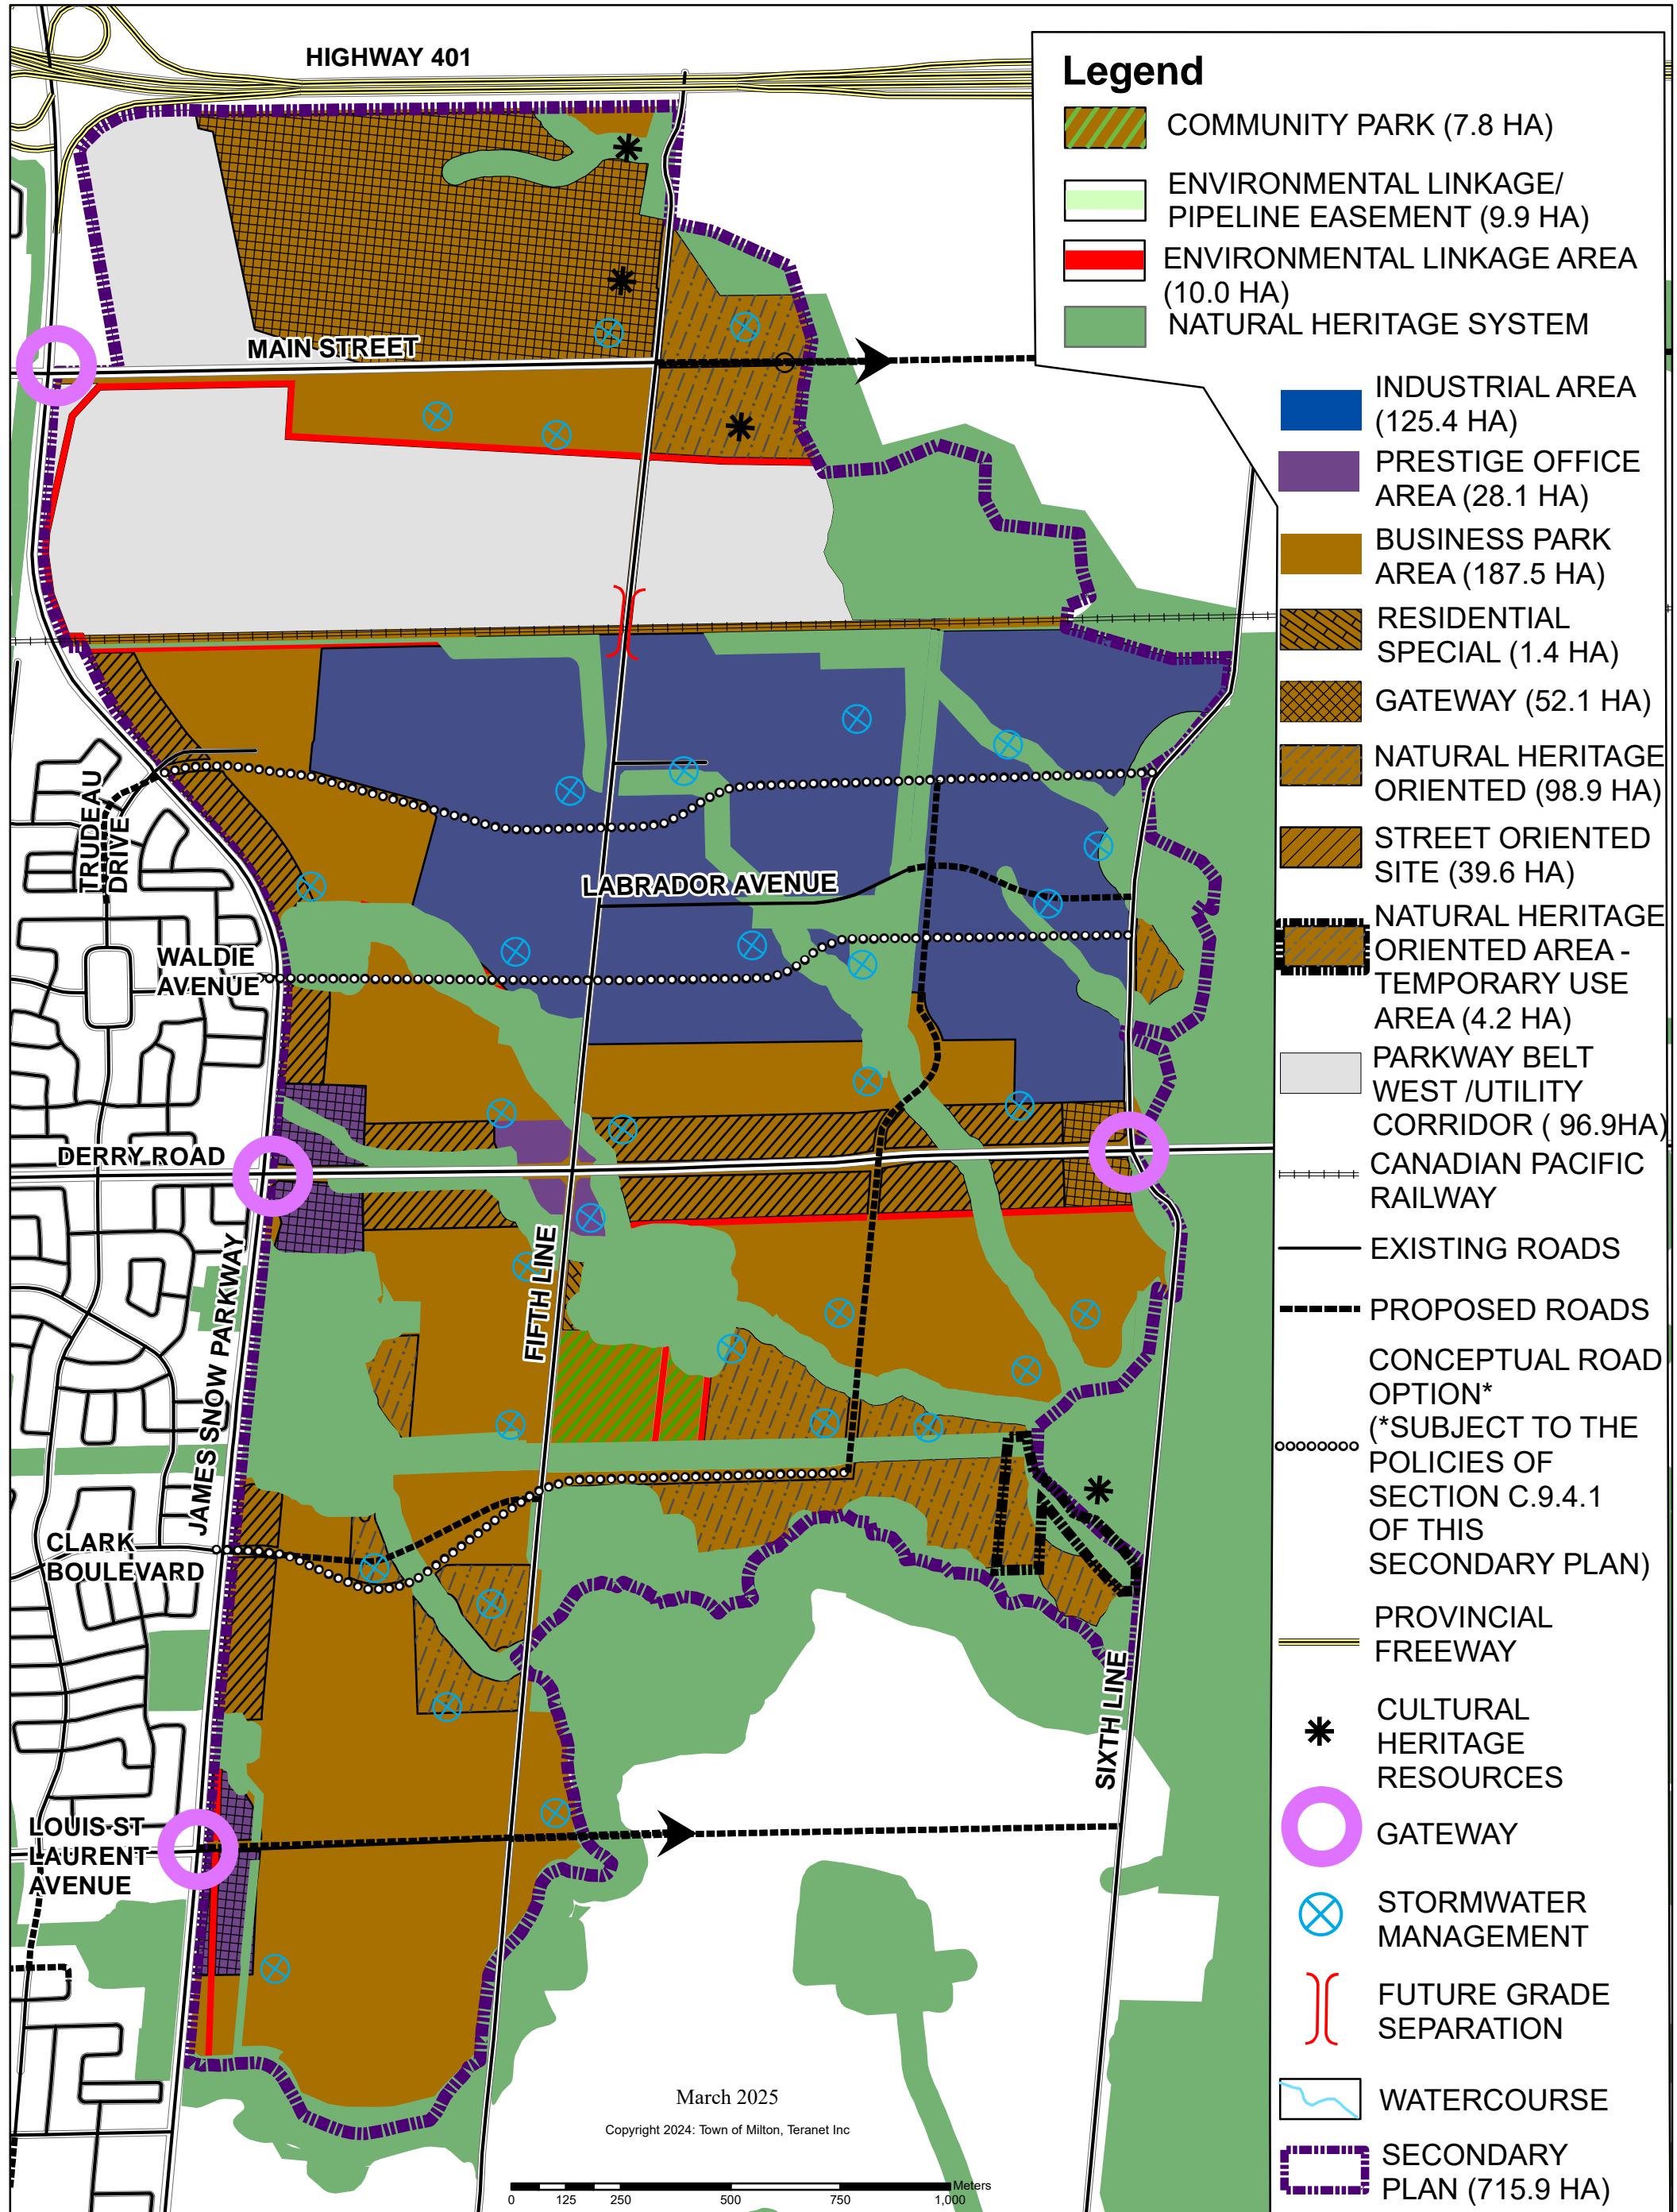 HIGHWAY 401
MAIN STREET
TRUDEAU
DRIVE
LABRADOR AVENUE
WALDIE
AVENUE
DERRY ROAD
JAMES SNOW PARKWAY
FIFTH LINE
CLARK
BOULEVARD
SIXTH LINE
LOUIS ST
LAURENT
AVENUE
March 2025
Copyright 2024: Town of Milton, Teranet Inc
Meters
0 125 250 500 750 1,000
Legend
COMMUNITY PARK (7.8 HA)
ENVIRONMENTAL LINKAGE/
PIPELINE EASEMENT (9.9 HA)
ENVIRONMENTAL LINKAGE AREA
(10.0 HA)
NATURAL HERITAGE SYSTEM
INDUSTRIAL AREA
(125.4 HA)
PRESTIGE OFFICE
AREA (28.1 HA)
BUSINESS PARK
AREA (187.5 HA)
RESIDENTIAL
SPECIAL (1.4 HA)
GATEWAY (52.1 HA)
NATURAL HERITAGE
ORIENTED (98.9 HA)
STREET ORIENTED
SITE (39.6 HA)
NATURAL HERITAGE
ORIENTED AREA -
TEMPORARY USE
AREA (4.2 HA)
PARKWAY BELT
WEST /UTILITY
CORRIDOR ( 96.9HA)
CANADIAN PACIFIC
RAILWAY
EXISTING ROADS
PROPOSED ROADS
CONCEPTUAL ROAD
OPTION*
(*SUBJECT TO THE
POLICIES OF
SECTION C.9.4.1
OF THIS
SECONDARY PLAN)
PROVINCIAL
FREEWAY
CULTURAL
HERITAGE
RESOURCES
GATEWAY
STORMWATER
MANAGEMENT
FUTURE GRADE
SEPARATION
WATERCOURSE
SECONDARY
PLAN (715.9 HA)